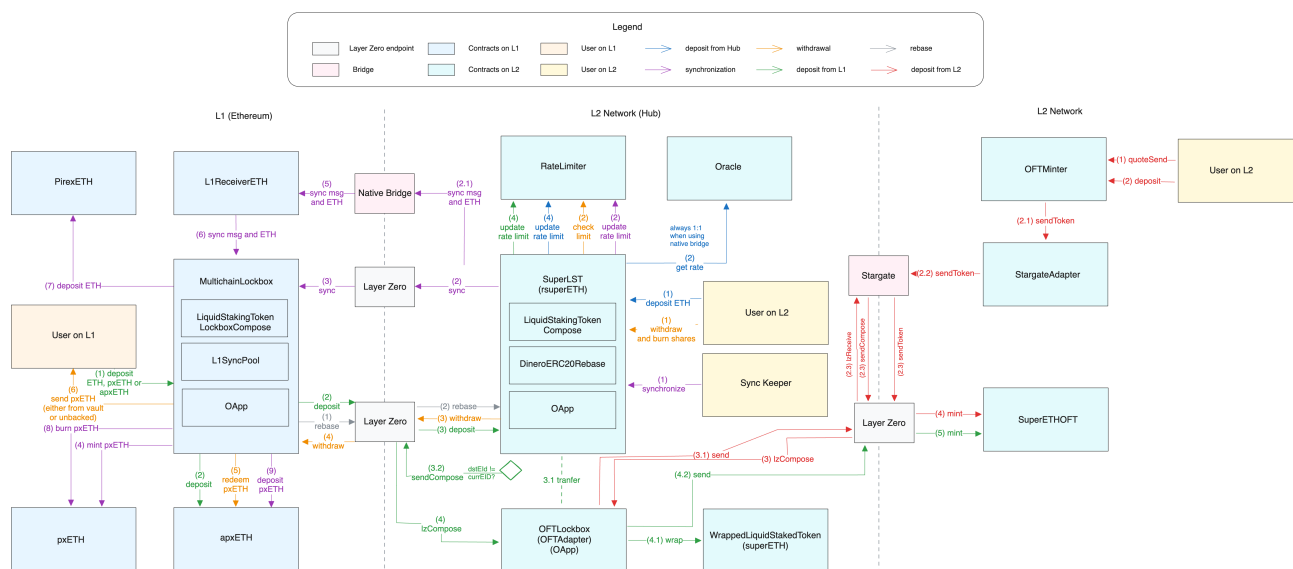 Legend
Layer Zero endpoint
Contracts on L1
User on L1
deposit from Hub
withdrawal
rebase
Bridge
Contracts on L2
User on L2
synchronization
deposit from L1
deposit from L2
L1 (Ethereum)
L2 Network (Hub)
L2 Network
PirexETH
L1ReceiverETH
(5)
sync msg
and ETH
Native Bridge
(2.1)
sync msg
and ETH
RateLimiter
Oracle
OFTMinter
(1) quoteSend
(2) deposit
User on L2
(6) sync msg and ETH
(4)
update
rate limit
(4)
update
rate limit
(2)
check
limit
(2)
update
rate limit
always 1:1
when using
native bridge
(2)
get rate
(2.1) sendToken
(7) deposit ETH
MultichainLockbox
(3)
sync
Layer Zero
(2)
sync
SuperLST
(rsuperETH)
(1)
deposit ETH
User on L2
Stargate
(2.2) sendToken
StargateAdapter
LiquidStakingToken
LockboxCompose
LiquidStakingToken
Compose
(1)
withdraw
and burn shares
User on L1
L1SyncPool
DineroERC20Rebase
(1)
synchronize
Sync Keeper
(2.3) lzReceive
(2.3) sendCompose
(2.3) sendToken
(1) deposit
ETH, pxETH or
apxETH
(6)
send pxETH
(either from vault
or unbacked)
OApp
(2)
deposit
(1)
rebase
Layer Zero
(2) rebase
(3) withdraw
(3) deposit
OApp
Layer Zero
(4) mint
(5) mint
SuperETHOFT
(8) burn pxETH
(4) mint pxETH
(4)
withdraw
(2)
deposit
(5)
redeem
pxETH
(9)
deposit
pxETH
(3.2)
sendCompose
dstEld !=
currEID?
3.1 tranfer
(3.1) send
(3) lzCompose
(4.2) send
pxETH
apxETH
(4)
lzCompose
OFTLockbox
(OFTAdapter)
(OApp)
(4.1) wrap
WrappedLiquidStakedToken
(superETH)